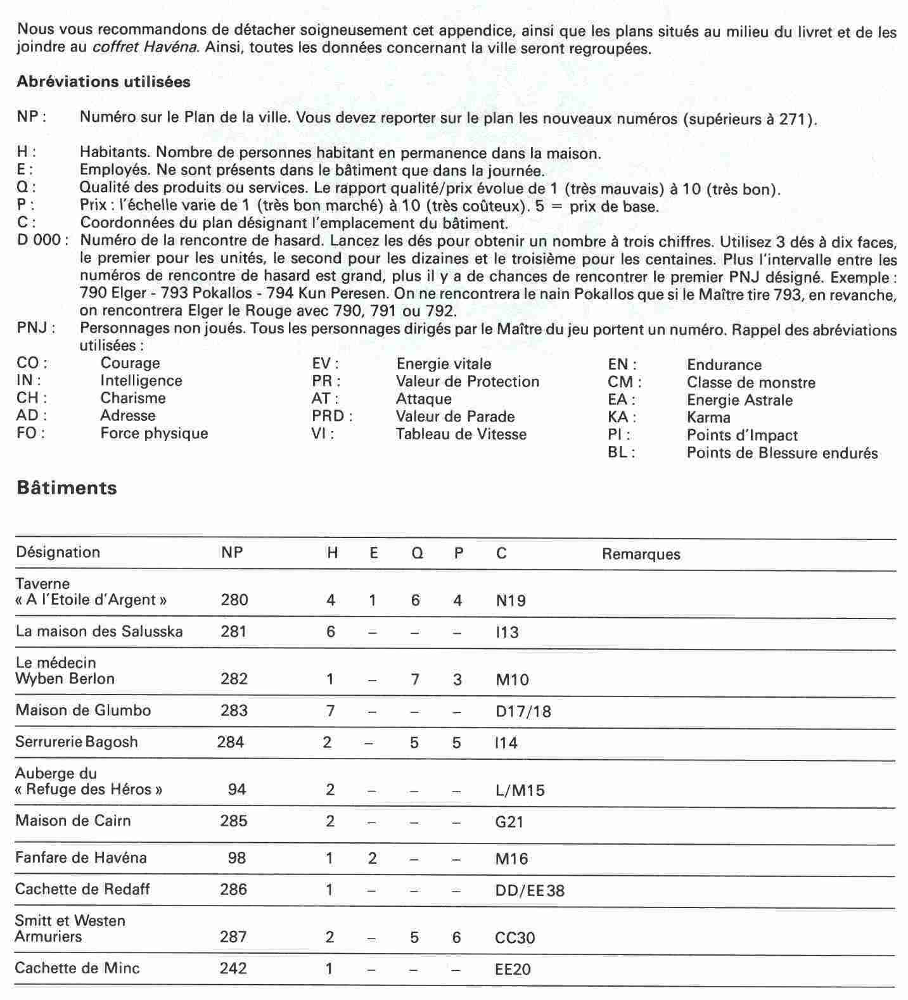 Nous vous recommandons de détacher soigneusement cet appendice, ainsi que les plans situés au milieu du livret et de les
joindre au coffret Havéna. Ainsi, toutes les données concernant la ville seront regroupées.
Abréviations utilisées
NP : Numéro sur le Plan de la ville. Vous devez reporter sur le plan les nouveaux numéros (supérieurs à 271).
H : Habitants. Nombre de personnes habitant en permanence dans la maison.
E : Employés. Ne sont présents dans le bâtiment que dans la journée.
Q : Qualité des produits ou services. Le rapport qualité/prix évolue de 1 (très mauvais) à 10 (très bon).
P : Prix : l'échelle varie de 1 (très bon marché) à 10 (très coûteux). 5 = prix de base.
C : Coordonnées du plan désignant l'emplacement du bâtiment.
D 000 : Numéro de la rencontre de hasard. Lancez les dés pour obtenir un nombre à trois chiffres. Utilisez 3 dés à dix faces,
le premier pour les unités, le second pour les dizaines et le troisième pour les centaines. Plus l'intervalle entre les
numéros de rencontre de hasard est grand, plus il y a de chances de rencontrer le premier PNJ désigné. Exemple :
790 Elger - 793 Pokallos - 794 Kun Peresen. On ne rencontrera le nain Pokallos que si le Maître tire 793, en revanche,
on rencontrera Elger le Rouge avec 790, 791 ou 792.
PNJ : Personnages non joués. Tous les personnages dirigés par le Maître du jeu portent un numéro. Rappel des abréviations
utilisées :
CO : Courage EV : Energie vitale EN : Endurance
IN : Intelligence PR : Valeur de Protection CM : Classe de monstre
CH : Charisme AT : Attaque EA : Energie Astrale
AD : Adresse PRD : Valeur de Parade KA : Karma
FO : Force physique VI : Tableau de Vitesse PI : Points d'Impact
BL : Points de Blessure endurés
Bâtiments
Désignation NP H E Q P C Remarques
Taverne
« A l'Etoile d'Argent » 280 4 1 6 4 N19
La maison des Salusska 281 6 – – – I13
Le médecin
Wyben Berlon 282 1 – 7 3 M10
Maison de Glumbo 283 7 – – – D17/18
Serrurerie Bagosh 284 2 – 5 5 I14
Auberge du
« Refuge des Héros » 94 2 – – – L/M15
Maison de Cairn 285 2 – – – G21
Fanfare de Havéna 98 1 2 – – M16
Cachette de Redaff 286 1 – – – DD/EE38
Smitt et Westen
Armuriers 287 2 – 5 6 CC30
Cachette de Minc 242 1 – – – EE20